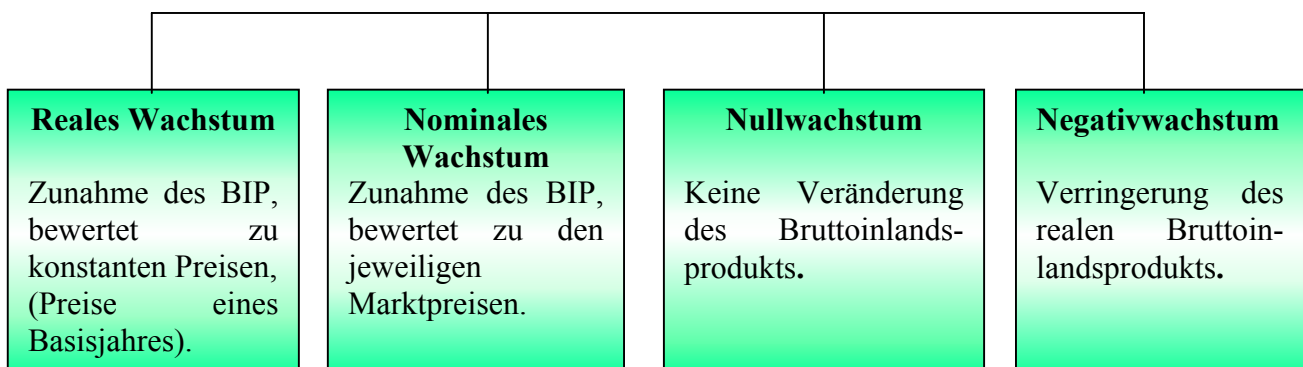 Reales Wachstum
Zunahme des BIP,
bewertet zu
konstanten Preisen,
(Preise eines
Basisjahres).
Nominales
Wachstum
Zunahme des BIP,
bewertet zu den
jeweiligen
Marktpreisen.
Nullwachstum
Keine Veränderung
des Bruttoinlands-
produkts.
Negativwachstum
Verringerung des
realen Bruttoin-
landsprodukts.